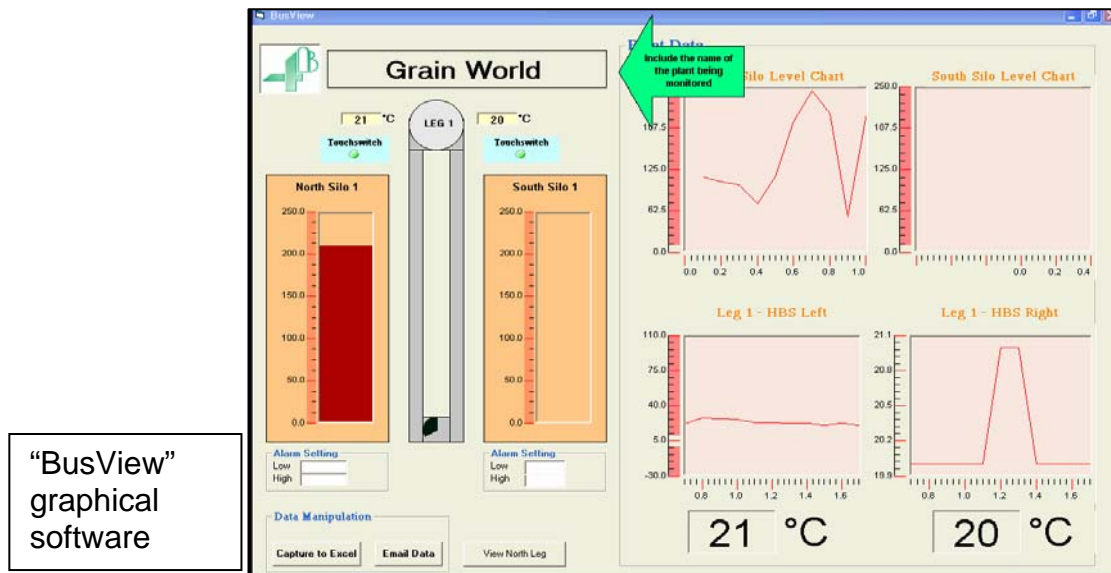 BusView
Grain World
Include the name of
the plant being
monitored
Data
21 °C
LEG 1
20 °C
Touchswitch
Touchswitch
North Silo 1
250.0
200.0
150.0
100.0
50.0
0.0
South Silo 1
250.0
200.0
150.0
100.0
50.0
0.0
Alarm Setting
Low
High
Alarm Setting
Low
High
Data Manipulation
Capture to Excel
Email Data
View North Leg
Silo Level Chart
125.0
62.5
0.0
0.0 0.2 0.4 0.6 0.8 1.0
South Silo Level Chart
250.0
187.5
125.0
62.5
0.0
0.0 0.2 0.4
Leg 1 - HBS Left
110.0
75.0
40.0
5.0
-30.0
0.8 1.0 1.2 1.4 1.6
21 °C
Leg 1 - HBS Right
21.1
20.8
20.5
20.2
19.9
0.8 1.0 1.2 1.4 1.6
20 °C
“BusView”
graphical
software